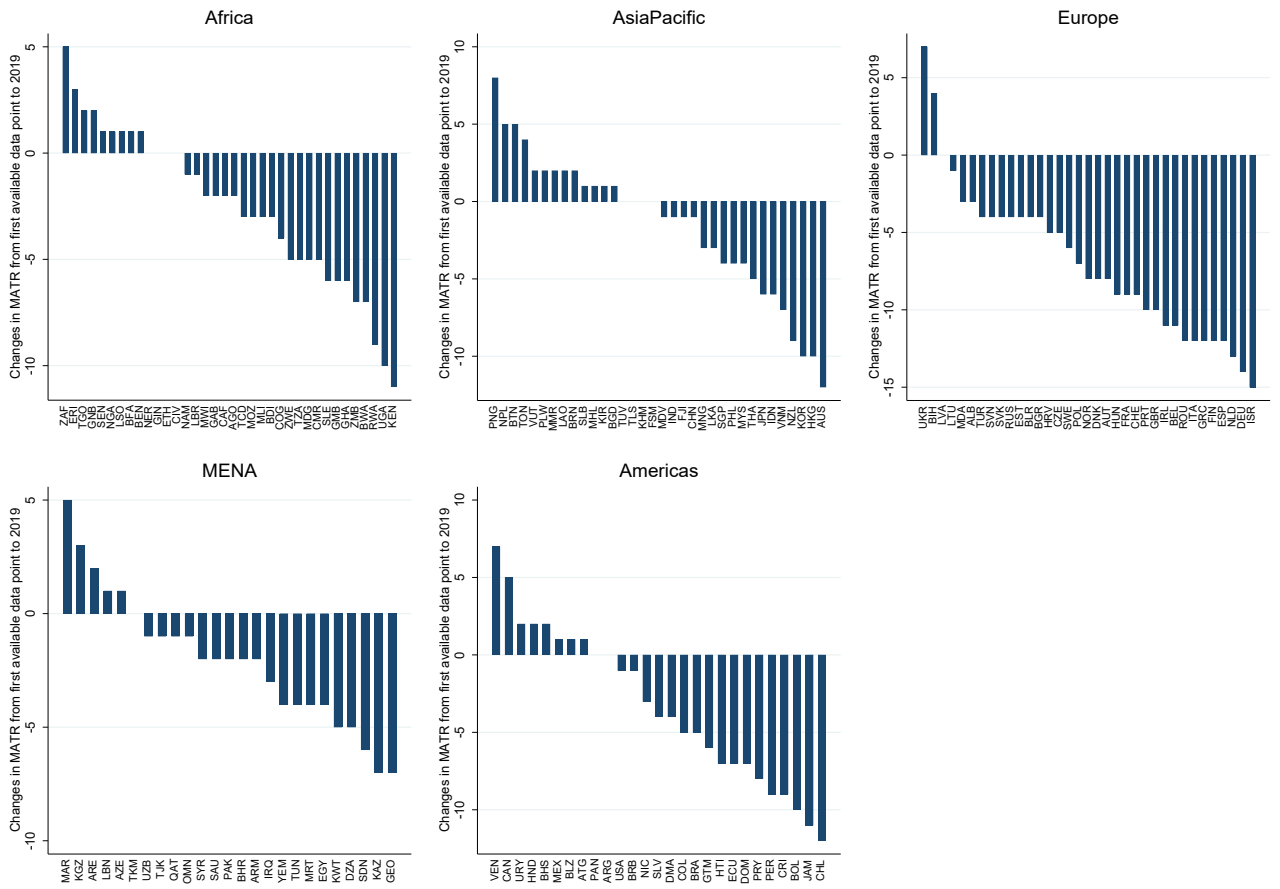 Africa
Changes in MATR from first available data point to 2019
5
0
-5
-10
ZAF ERI TGO GNB SEN NGA LSO BFA BEN NER GIN ETH CIV NAM LBR MWI GAB CAF AGO TCD MOZ MLI BDI COG ZWE TZA MDG CMR SLE GMB GHA ZMB BWA RWA UGA KEN
AsiaPacific
Changes in MATR from first available data point to 2019
10
5
0
-5
-10
PNG NPL BTN TON VUT PLW MMR LAO BRN SLB MHL KIR BGD TUV TLS KHM FSM MDV IND FJI CHN MNG LKA SGP PHL MYS THA JPN IDN VNM NZL KOR HKG AUS
Europe
Changes in MATR from first available data point to 2019
5
0
-5
-10
-15
UKR BIH LVA LTU MDA ALB TUR SVN SVK RUS EST BLR BGR HRV CZE SWE POL NOR DNK AUT HUN FRA CHE PRT GBR IRL BEL ROU ITA GRC FIN ESP NLD DEU ISR
MENA
Changes in MATR from first available data point to 2019
5
0
-5
-10
MAR KGZ ARE LBN AZE TKM UZB TJK QAT OMN SYR SAU PAK BHR ARM IRQ YEM TUN MRT EGY KWT DZA SDN KAZ GEO
Americas
Changes in MATR from first available data point to 2019
10
5
0
-5
-10
VEN CAN URY HND BHS MEX BLZ ATG PAN ARG USA BRB NIC SLV DMA COL BRA GTM HTI ECU DOM PRY PER CRI BOL JAM CHL